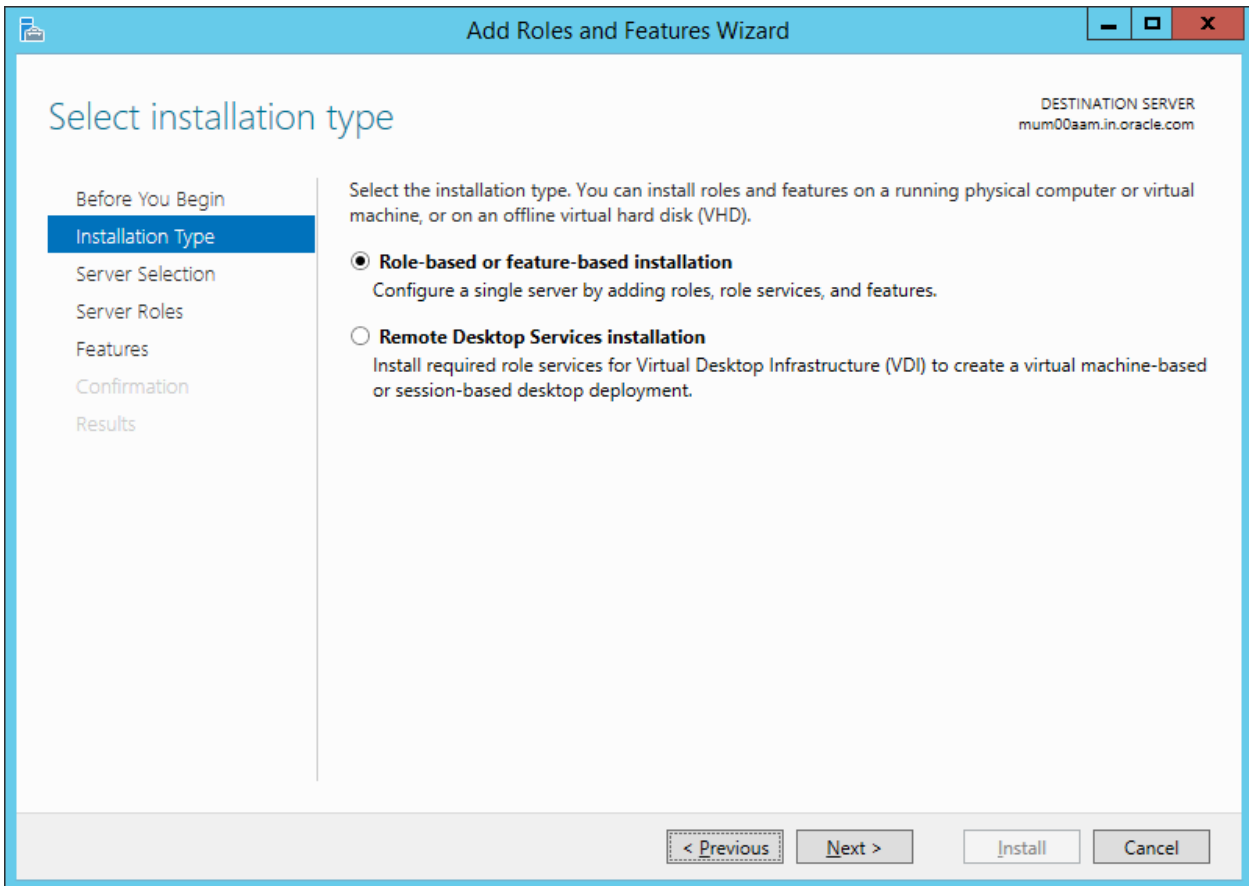 Add Roles and Features Wizard
Select installation type
DESTINATION SERVER
mum00aam.in.oracle.com
Before You Begin
Installation Type
Server Selection
Server Roles
Features
Confirmation
Results
Select the installation type. You can install roles and features on a running physical computer or virtual
machine, or on an offline virtual hard disk (VHD).
Role-based or feature-based installation
Configure a single server by adding roles, role services, and features.
Remote Desktop Services installation
Install required role services for Virtual Desktop Infrastructure (VDI) to create a virtual machine-based
or session-based desktop deployment.
< Previous
Next >
Install
Cancel